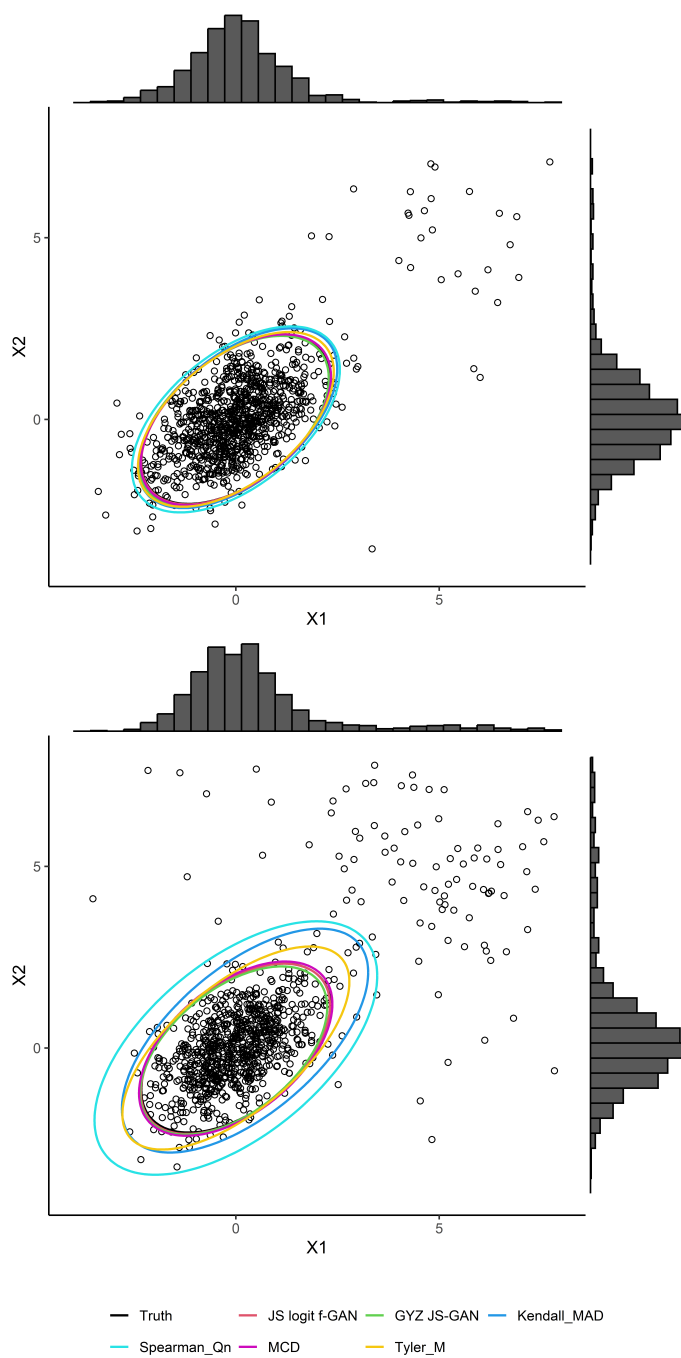 5
X2
0
0 5
X1
5
X2
0
0 5
X1
Truth JS logit f-GAN GYZ JS-GAN Kendall_MAD
Spearman_Qn MCD Tyler_M